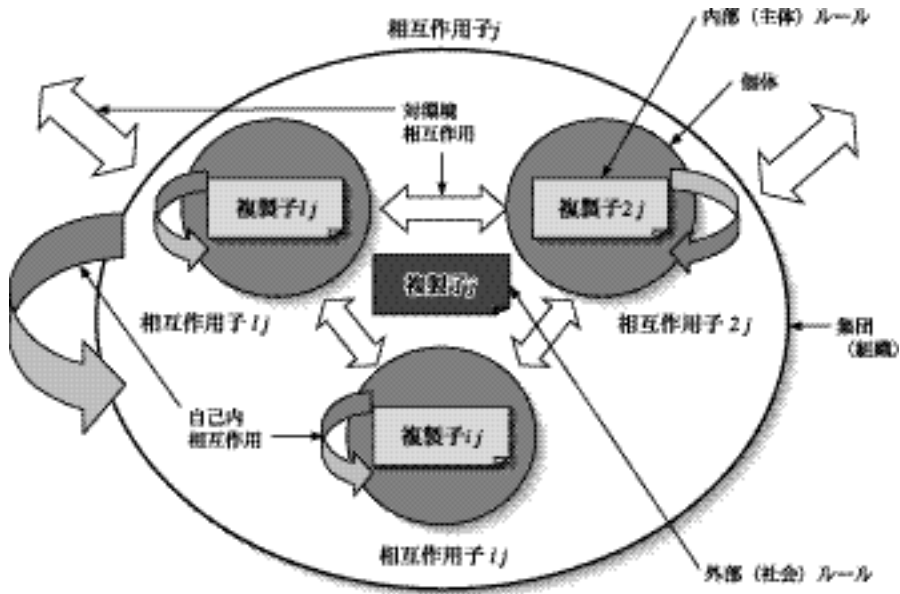 内部（主体）ルール
相互作用子j
個体
対環境
相互作用
複製子1j
複製子2j
複製子j
相互作用子1j
相互作用子2j
集団
（組織）
自己内
相互作用
複製子ij
相互作用子ij
外部（社会）ルール